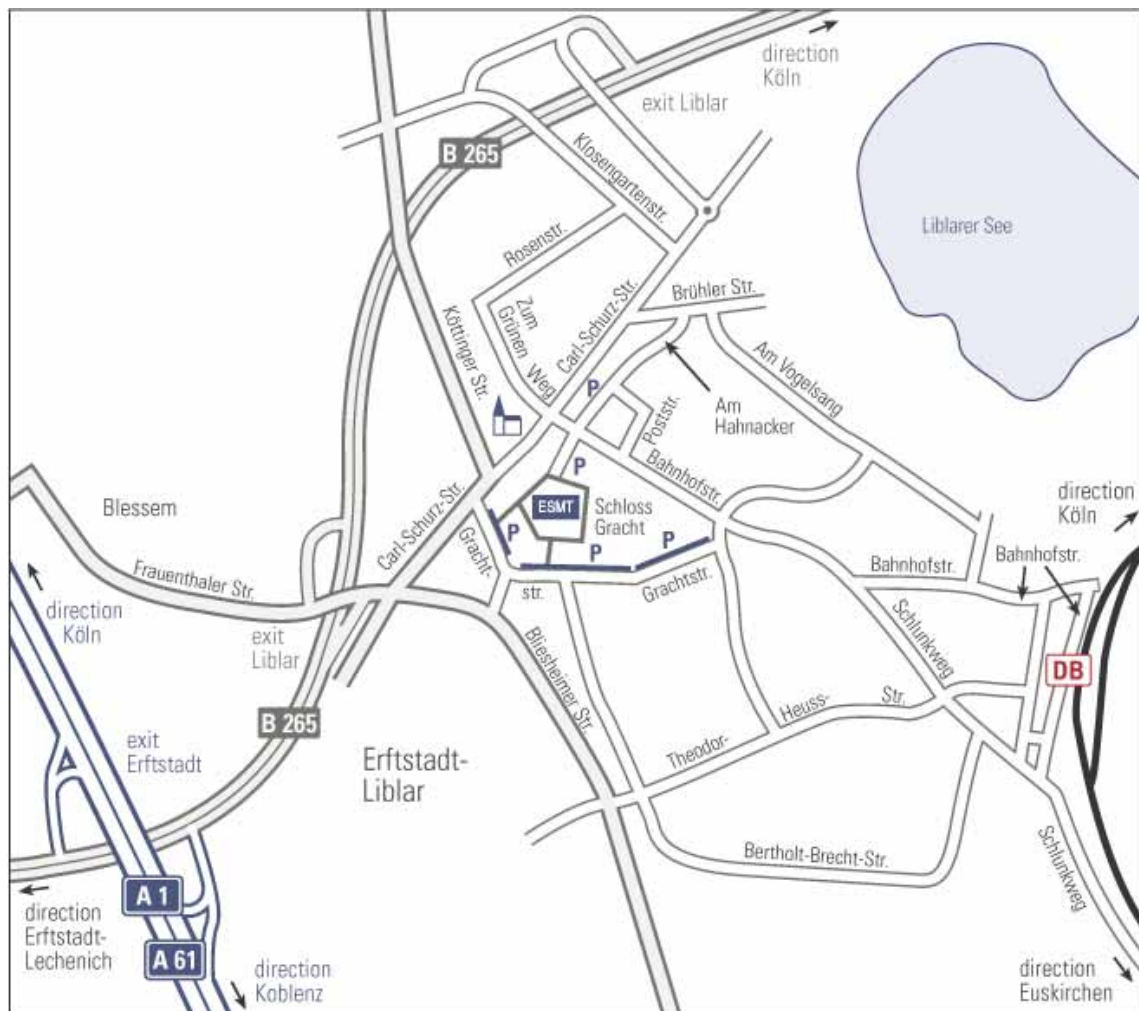 direction
Köln
exit Liblar
B 265
Klosengartenstr.
Liblarer See
Rosenstr.
Zum
Grünen
Weg
Carl-Schurz-Str.
Brühler Str.
Köttinger Str.
Am Vogelsang
P
Am
Hahnacker
Poststr.
Blessem
P
Bahnhofstr.
ESMT
Schloss
Gracht
direction
Köln
Carl-Schurz-Str.
P
P
P
Gracht-
str.
Grachtstr.
Bahnhofstr.
Bahnhofstr.
Frauenthaler Str.
direction
Köln
exit
Liblar
Schlunkweg
DB
Bliesheimer Str.
B 265
Theodor-
Heuss-
Str.
exit
Erftstadt
Erftstadt-
Liblar
Bertholt-Brecht-Str.
Schlunkweg
A 1
direction
Erftstadt-
Lechenich
A 61
direction
Koblenz
direction
Euskirchen